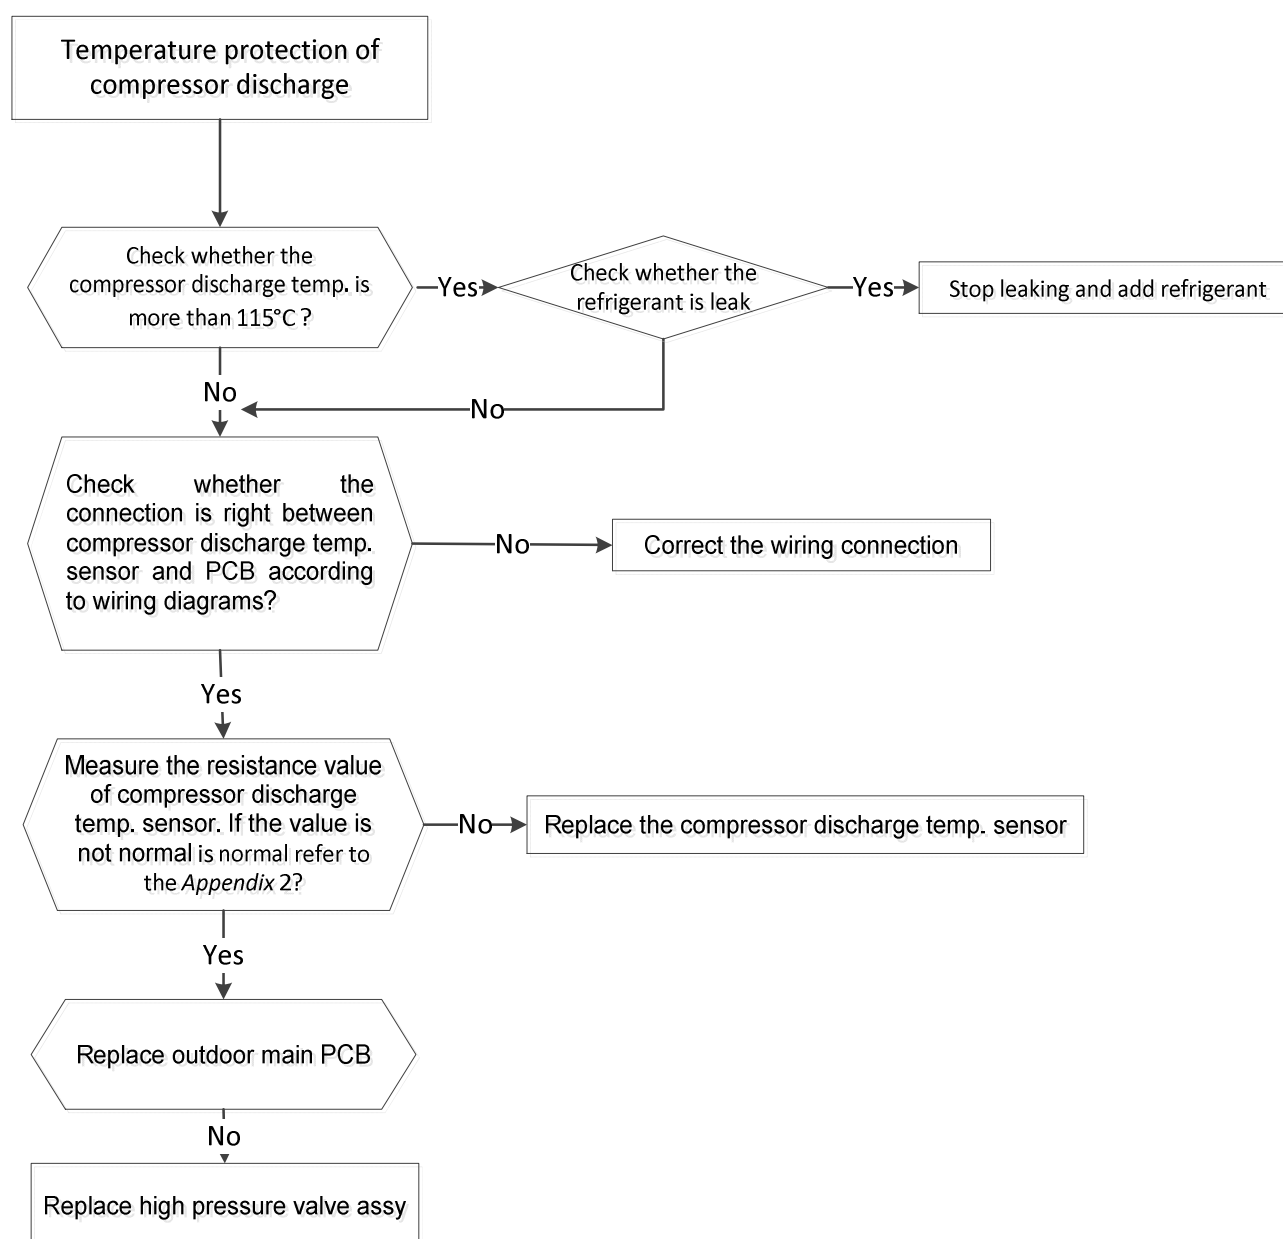 Temperature protection of
compressor discharge
Check whether the
compressor discharge temp. is
more than 115°C ?
Yes
Check whether the
refrigerant is leak
Yes
Stop leaking and add refrigerant
No
No
Check whether the
connection is right between
compressor discharge temp.
sensor and PCB according
to wiring diagrams?
No
Correct the wiring connection
Yes
Measure the resistance value
of compressor discharge
temp. sensor. If the value is
not normal is normal refer to
the Appendix 2?
No
Replace the compressor discharge temp. sensor
Yes
Replace outdoor main PCB
No
Replace high pressure valve assy